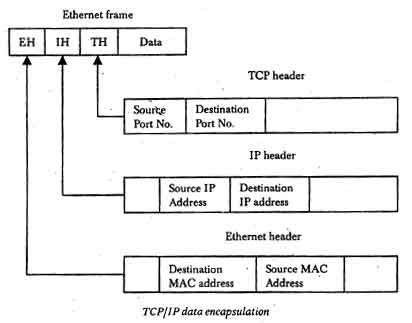 Ethernet frame
EH IH TH Data
TCP header
Source Destination
Port No. Port No.
IP header
Source IP Destination
Address IP address
Ethernet header
Destination Source MAC
MAC address Address
TCP/IP data encapsulation